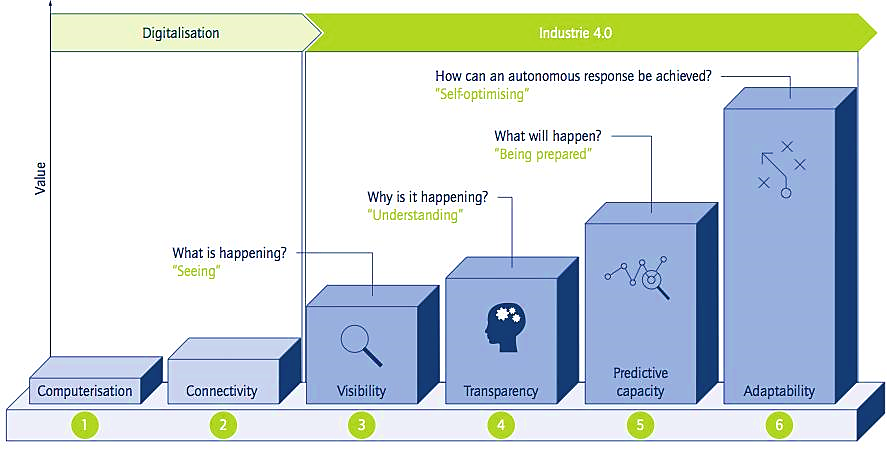 Digitalisation
Industrie 4.0
Value
How can an autonomous response be achieved?
"Self-optimising"
What will happen?
"Being prepared"
Why is it happening?
"Understanding"
What is happening?
"Seeing"
Computerisation
Connectivity
Visibility
Transparency
Predictive
capacity
Adaptability
1
2
3
4
5
6